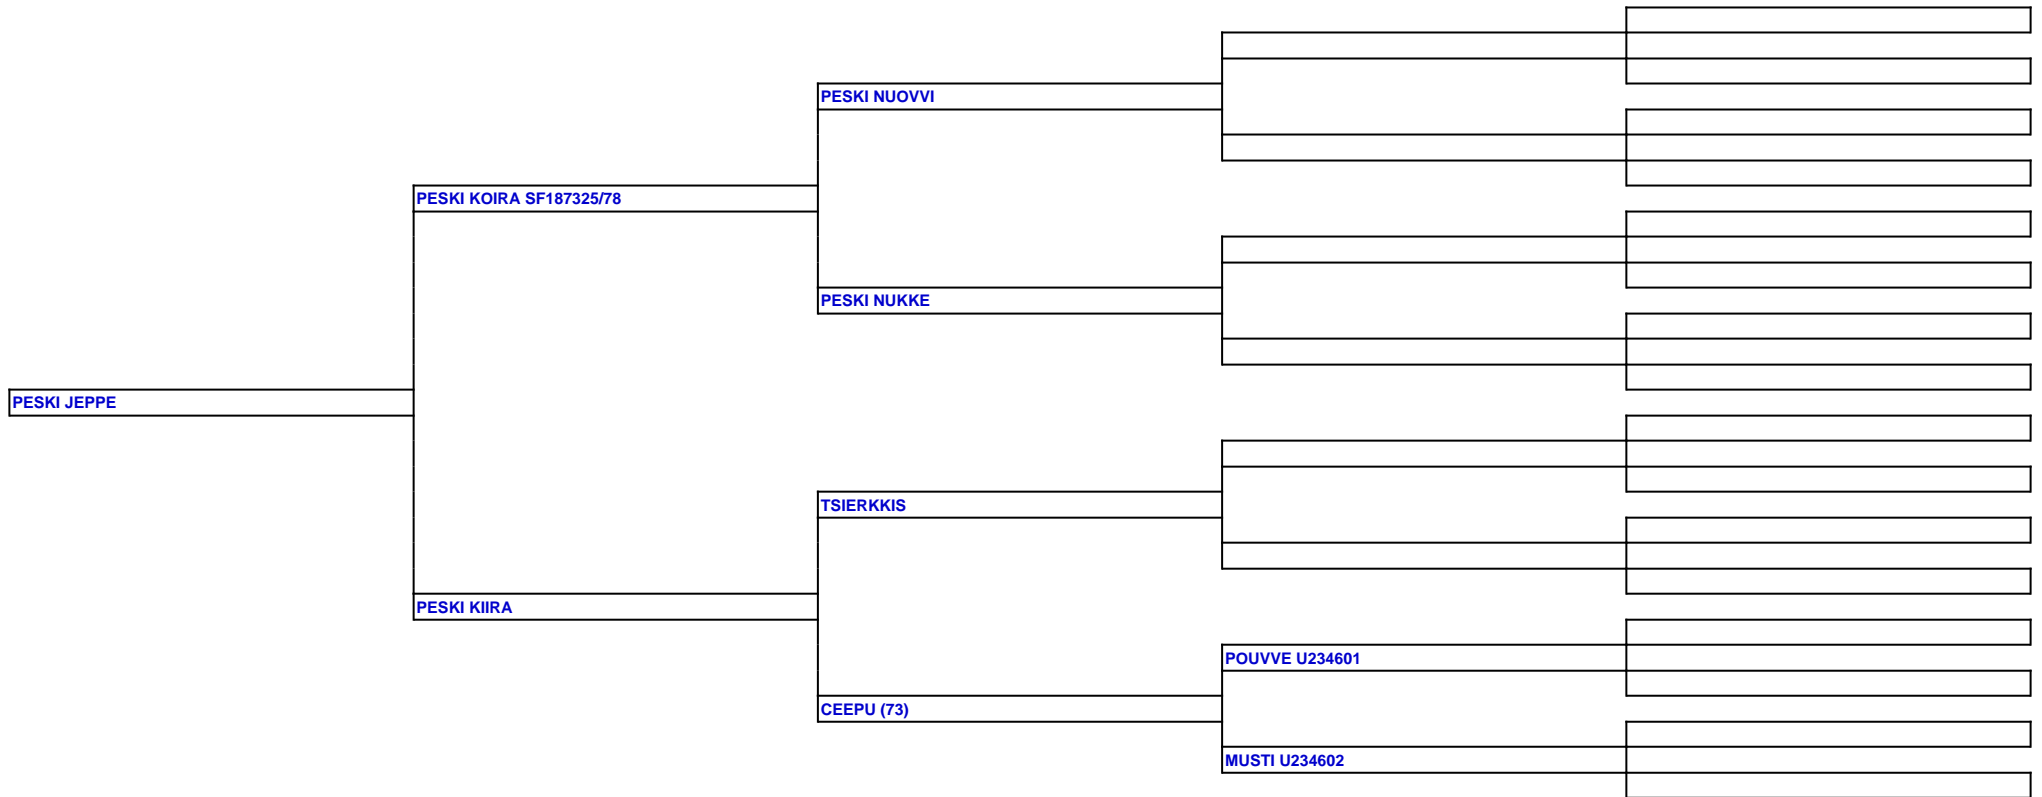 PESKI NUOVVI
PESKI KOIRA SF187325/78
PESKI NUKKE
PESKI JEPPE
TSIERKKIS
PESKI KIIRA
POUVVE U234601
CEEPU (73)
MUSTI U234602